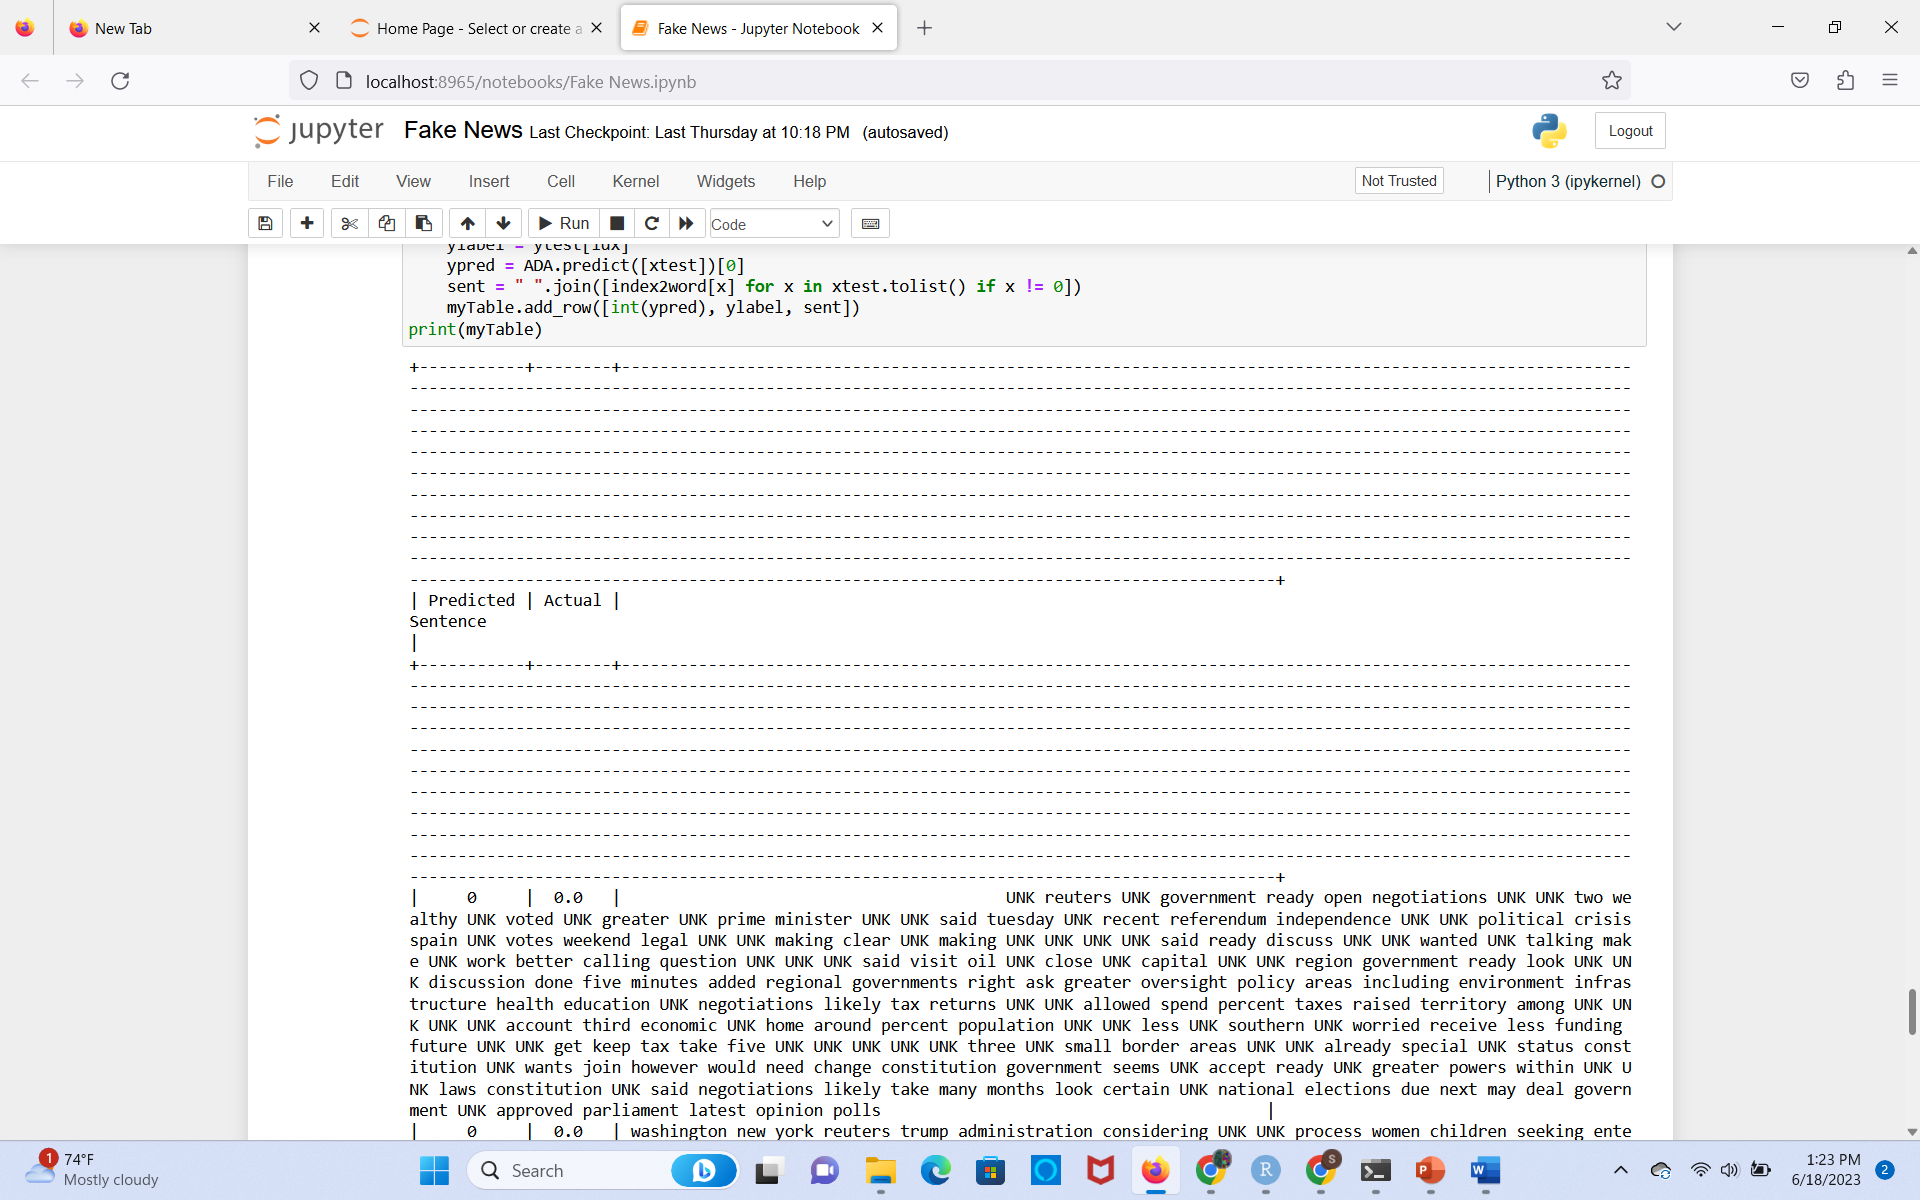 New Tab
Home Page - Select or create a
Fake News - Jupyter Notebook
localhost:8965/notebooks/Fake News.ipynb
jupyter Fake News Last Checkpoint: Last Thursday at 10:18 PM (autosaved)
Logout
File Edit View Insert Cell Kernel Widgets Help
Not Trusted
Python 3 (ipykernel)
Run
Code
ylabel = ytest[idx]
ypred = ADA.predict([xtest])[0]
sent = " ".join([index2word[x] for x in xtest.tolist() if x != 0])
myTable.add_row([int(ypred), ylabel, sent])
print(myTable)
| Predicted | Actual |
Sentence
|
| 0 | 0.0 | UNK reuters UNK government ready open negotiations UNK UNK two we
althy UNK voted UNK greater UNK prime minister UNK UNK said tuesday UNK recent referendum independence UNK UNK political crisis
spain UNK votes weekend legal UNK UNK making clear UNK making UNK UNK UNK UNK said ready discuss UNK UNK wanted UNK talking mak
e UNK work better calling question UNK UNK UNK said visit oil UNK close UNK capital UNK UNK region government ready look UNK UN
K discussion done five minutes added regional governments right ask greater oversight policy areas including environment infras
tructure health education UNK negotiations likely tax returns UNK UNK allowed spend percent taxes raised territory among UNK UN
K UNK UNK account third economic UNK home around percent population UNK UNK less UNK southern UNK worried receive less funding
future UNK UNK get keep tax take five UNK UNK UNK UNK UNK three UNK small border areas UNK UNK already special UNK status const
itution UNK wants join however would need change constitution government seems UNK accept ready UNK greater powers within UNK U
NK laws constitution UNK said negotiations likely take many months look certain UNK national elections due next may deal govern
ment UNK approved parliament latest opinion polls |
| 0 | 0.0 | washington new york reuters trump administration considering UNK UNK process women children seeking ente
1
74°F
Mostly cloudy
Search
1:23 PM
6/18/2023
2